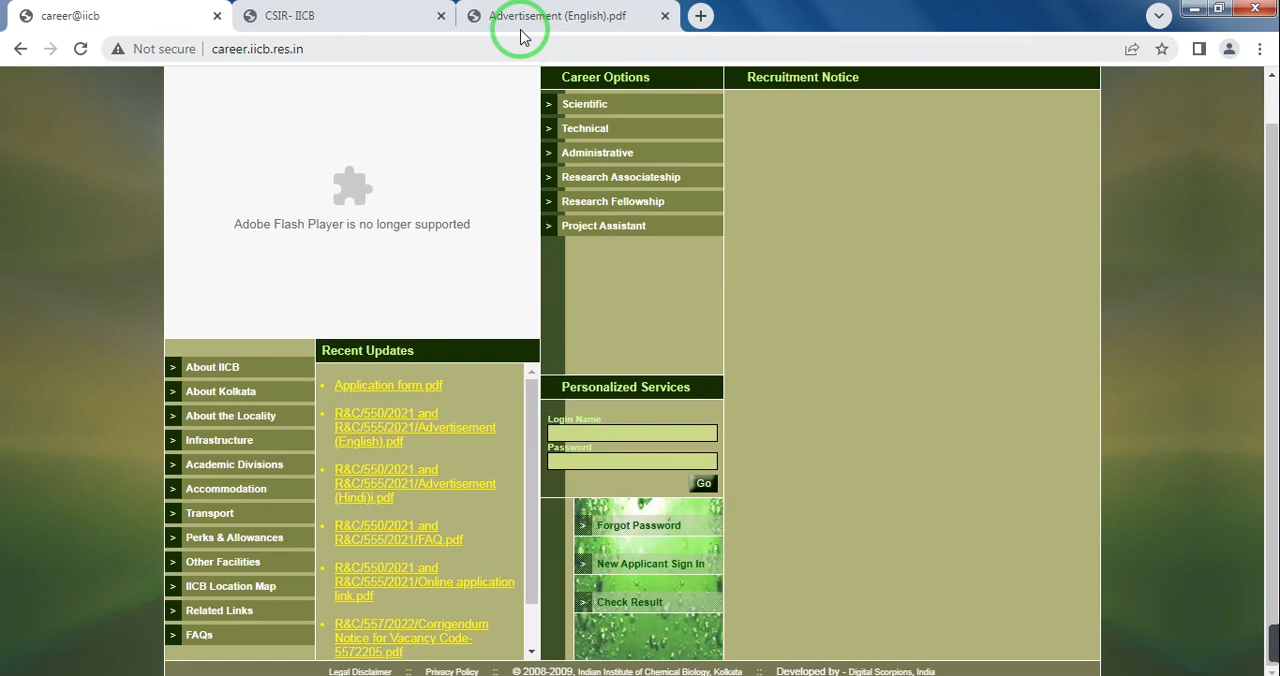 career@iicb
CSIR- IICB
Advertisement (English).pdf
Not secure
career.iicb.res.in
Adobe Flash Player is no longer supported
Career Options
> Scientific
> Technical
> Administrative
> Research Associateship
> Research Fellowship
> Project Assistant
Recruitment Notice
> About IICB
> About Kolkata
> About the Locality
> Infrastructure
> Academic Divisions
> Accommodation
> Transport
> Perks & Allowances
> Other Facilities
> IICB Location Map
> Related Links
> FAQs
Recent Updates
• Application form.pdf
• R&C/550/2021 and
R&C/555/2021/Advertisement
(English).pdf
• R&C/550/2021 and
R&C/555/2021/Advertisement
(Hindi)i.pdf
• R&C/550/2021 and
R&C/555/2021/FAQ.pdf
• R&C/550/2021 and
R&C/555/2021/Online application
link.pdf
• R&C/557/2022/Corrigendum
Notice for Vacancy Code-
5572205.pdf
Personalized Services
Login Name
Password
Go
> Forgot Password
> New Applicant Sign In
> Check Result
Legal Disclaimer :: Privacy Policy :: © 2008-2009, Indian Institute of Chemical Biology, Kolkata :: Developed by - Digital Scorpions, India